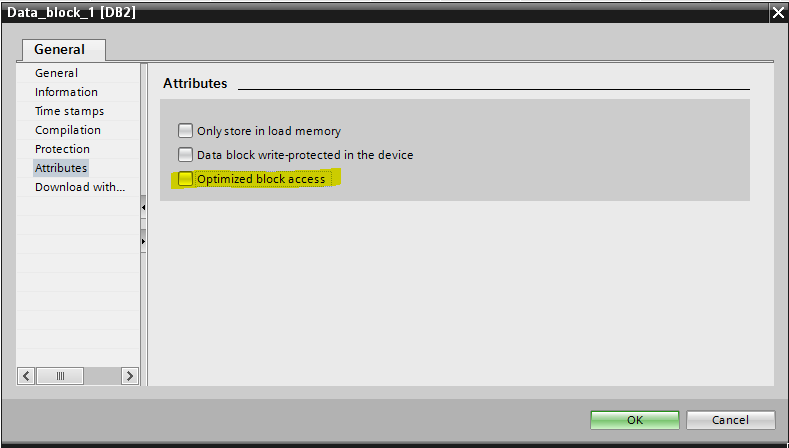 Data_block_1 [DB2]
General
General
Information
Time stamps
Compilation
Protection
Attributes
Download with...
Attributes
Only store in load memory
Data block write-protected in the device
Optimized block access
OK
Cancel